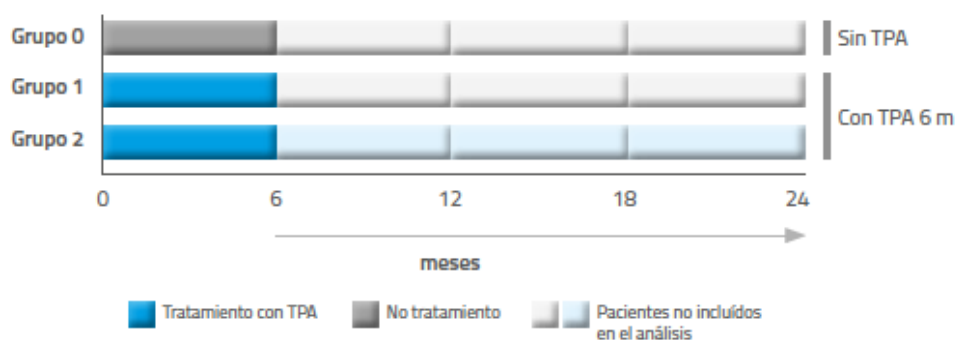 Grupo 0
Sin TPA
Grupo 1
Con TPA 6 m
Grupo 2
0 6 12 18 24
meses
Tratamiento con TPA No tratamiento Pacientes no incluídos
en el análisis